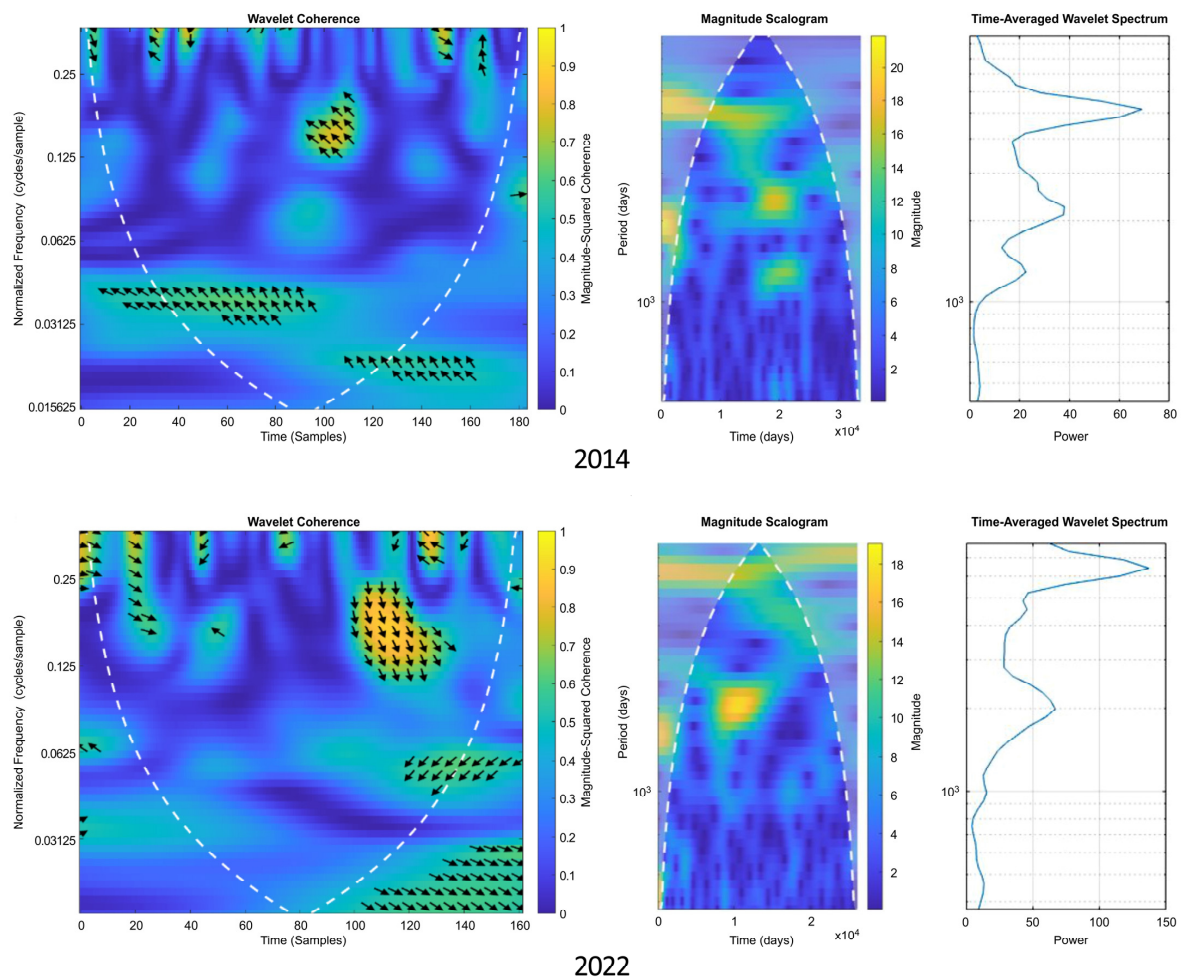 Wavelet Coherence
Normalized Frequency (cycles/sample)
0.25
0.125
0.0625
0.03125
0.015625
0 20 40 60 80 100 120 140 160 180
Time (Samples)
1
0.9
0.8
0.7
0.6
0.5
0.4
0.3
0.2
0.1
0
Magnitude-Squared Coherence
Magnitude Scalogram
Period (days)
10³
0 1 2 3
x10⁴
Time (days)
20
18
16
14
12
10
8
6
4
2
Magnitude
Time-Averaged Wavelet Spectrum
10³
0 20 40 60 80
Power
2014
Wavelet Coherence
Normalized Frequency (cycles/sample)
0.25
0.125
0.0625
0.03125
0 20 40 60 80 100 120 140 160
Time (Samples)
1
0.9
0.8
0.7
0.6
0.5
0.4
0.3
0.2
0.1
0
Magnitude-Squared Coherence
Magnitude Scalogram
Period (days)
10³
0 1 2
x10⁴
Time (days)
18
16
14
12
10
8
6
4
2
Magnitude
Time-Averaged Wavelet Spectrum
10³
0 50 100 150
Power
2022